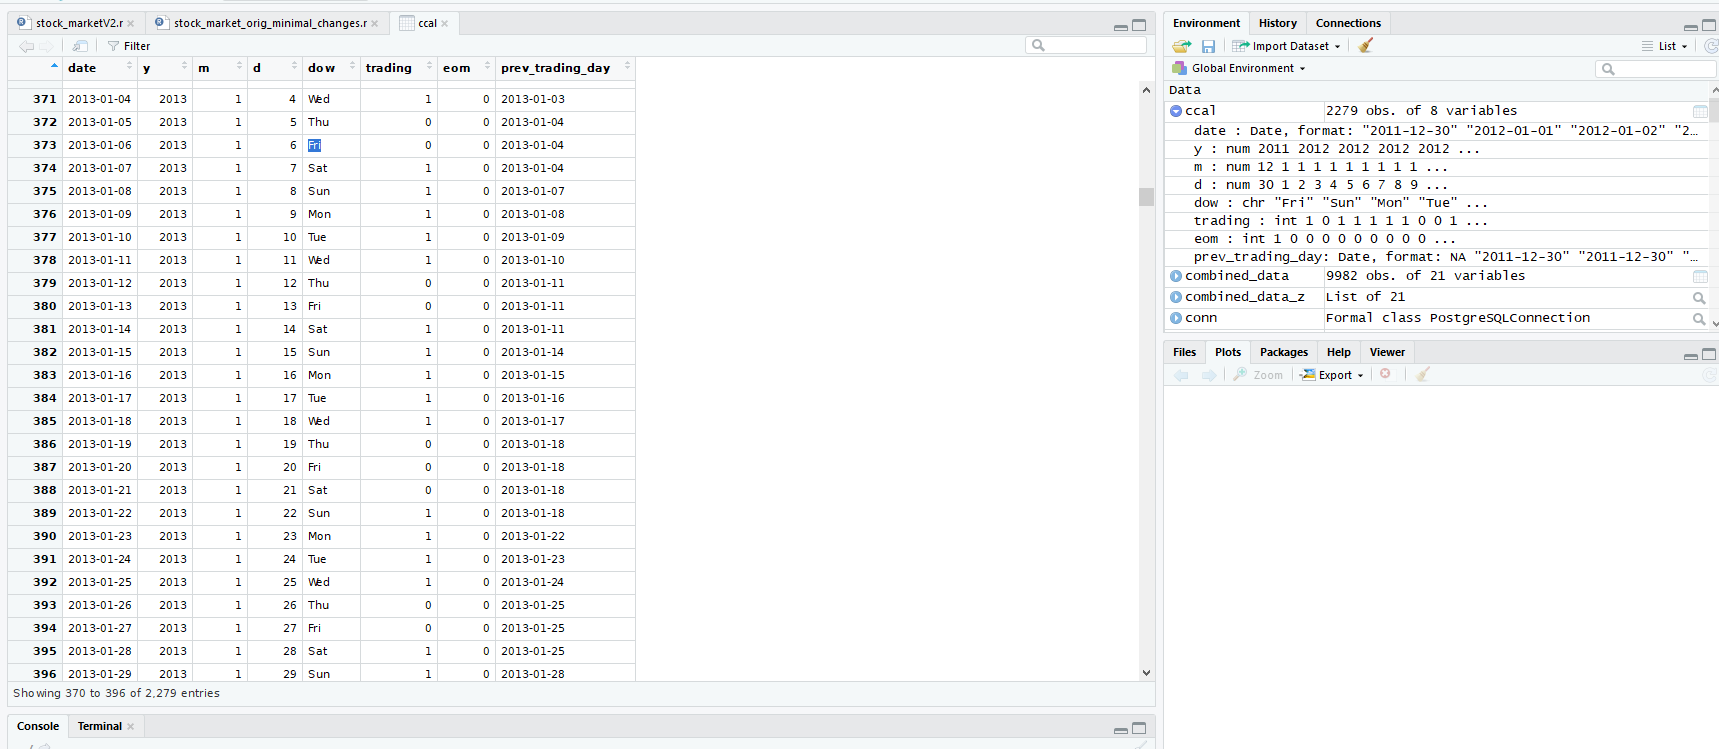 stock_marketV2.r × stock_market_orig_minimal_changes.r × ccal ×
Filter
date y m d dow trading eom prev_trading_day
371 2013-01-04 2013 1 4 Wed 1 0 2013-01-03
372 2013-01-05 2013 1 5 Thu 0 0 2013-01-04
373 2013-01-06 2013 1 6 Fri 0 0 2013-01-04
374 2013-01-07 2013 1 7 Sat 1 0 2013-01-04
375 2013-01-08 2013 1 8 Sun 1 0 2013-01-07
376 2013-01-09 2013 1 9 Mon 1 0 2013-01-08
377 2013-01-10 2013 1 10 Tue 1 0 2013-01-09
378 2013-01-11 2013 1 11 Wed 1 0 2013-01-10
379 2013-01-12 2013 1 12 Thu 0 0 2013-01-11
380 2013-01-13 2013 1 13 Fri 0 0 2013-01-11
381 2013-01-14 2013 1 14 Sat 1 0 2013-01-11
382 2013-01-15 2013 1 15 Sun 1 0 2013-01-14
383 2013-01-16 2013 1 16 Mon 1 0 2013-01-15
384 2013-01-17 2013 1 17 Tue 1 0 2013-01-16
385 2013-01-18 2013 1 18 Wed 1 0 2013-01-17
386 2013-01-19 2013 1 19 Thu 0 0 2013-01-18
387 2013-01-20 2013 1 20 Fri 0 0 2013-01-18
388 2013-01-21 2013 1 21 Sat 0 0 2013-01-18
389 2013-01-22 2013 1 22 Sun 1 0 2013-01-18
390 2013-01-23 2013 1 23 Mon 1 0 2013-01-22
391 2013-01-24 2013 1 24 Tue 1 0 2013-01-23
392 2013-01-25 2013 1 25 Wed 1 0 2013-01-24
393 2013-01-26 2013 1 26 Thu 0 0 2013-01-25
394 2013-01-27 2013 1 27 Fri 0 0 2013-01-25
395 2013-01-28 2013 1 28 Sat 1 0 2013-01-25
396 2013-01-29 2013 1 29 Sun 1 0 2013-01-28
Showing 370 to 396 of 2,279 entries
Console Terminal ×
Environment History Connections
Import Dataset List
Global Environment
Data
ccal 2279 obs. of 8 variables
date : Date, format: "2011-12-30" "2012-01-01" "2012-01-02" "2…
y : num 2011 2012 2012 2012 2012 ...
m : num 12 1 1 1 1 1 1 1 1 1 ...
d : num 30 1 2 3 4 5 6 7 8 9 ...
dow : chr "Fri" "Sun" "Mon" "Tue" ...
trading : int 1 0 1 1 1 1 1 0 0 1 ...
eom : int 1 0 0 0 0 0 0 0 0 0 ...
prev_trading_day: Date, format: NA "2011-12-30" "2011-12-30" "…
combined_data 9982 obs. of 21 variables
combined_data_z List of 21
conn Formal class PostgreSQLConnection
Files Plots Packages Help Viewer
Zoom Export